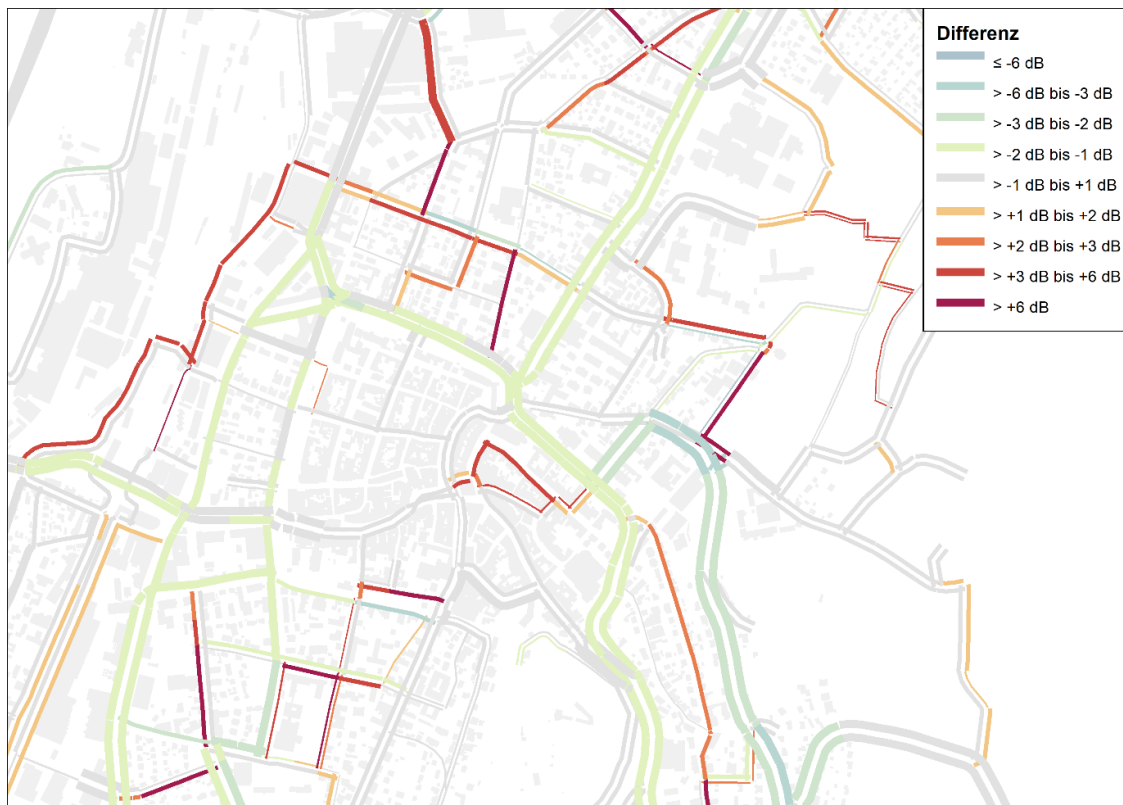 Differenz
≤ -6 dB
> -6 dB bis -3 dB
> -3 dB bis -2 dB
> -2 dB bis -1 dB
> -1 dB bis +1 dB
> +1 dB bis +2 dB
> +2 dB bis +3 dB
> +3 dB bis +6 dB
> +6 dB